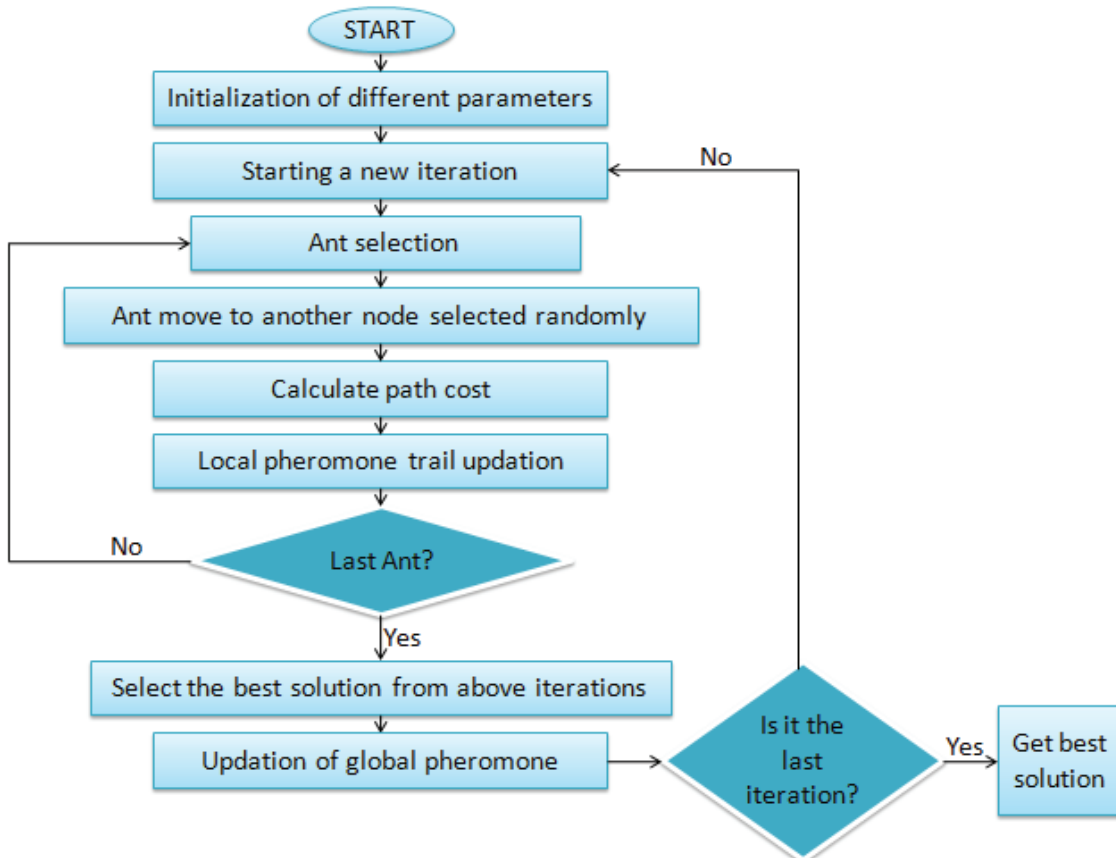 START
Initialization of different parameters
Starting a new iteration
No
Ant selection
Ant move to another node selected randomly
Calculate path cost
Local pheromone trail updation
No
Last Ant?
Yes
Select the best solution from above iterations
Updation of global pheromone
Is it the
last
iteration?
Yes
Get best
solution